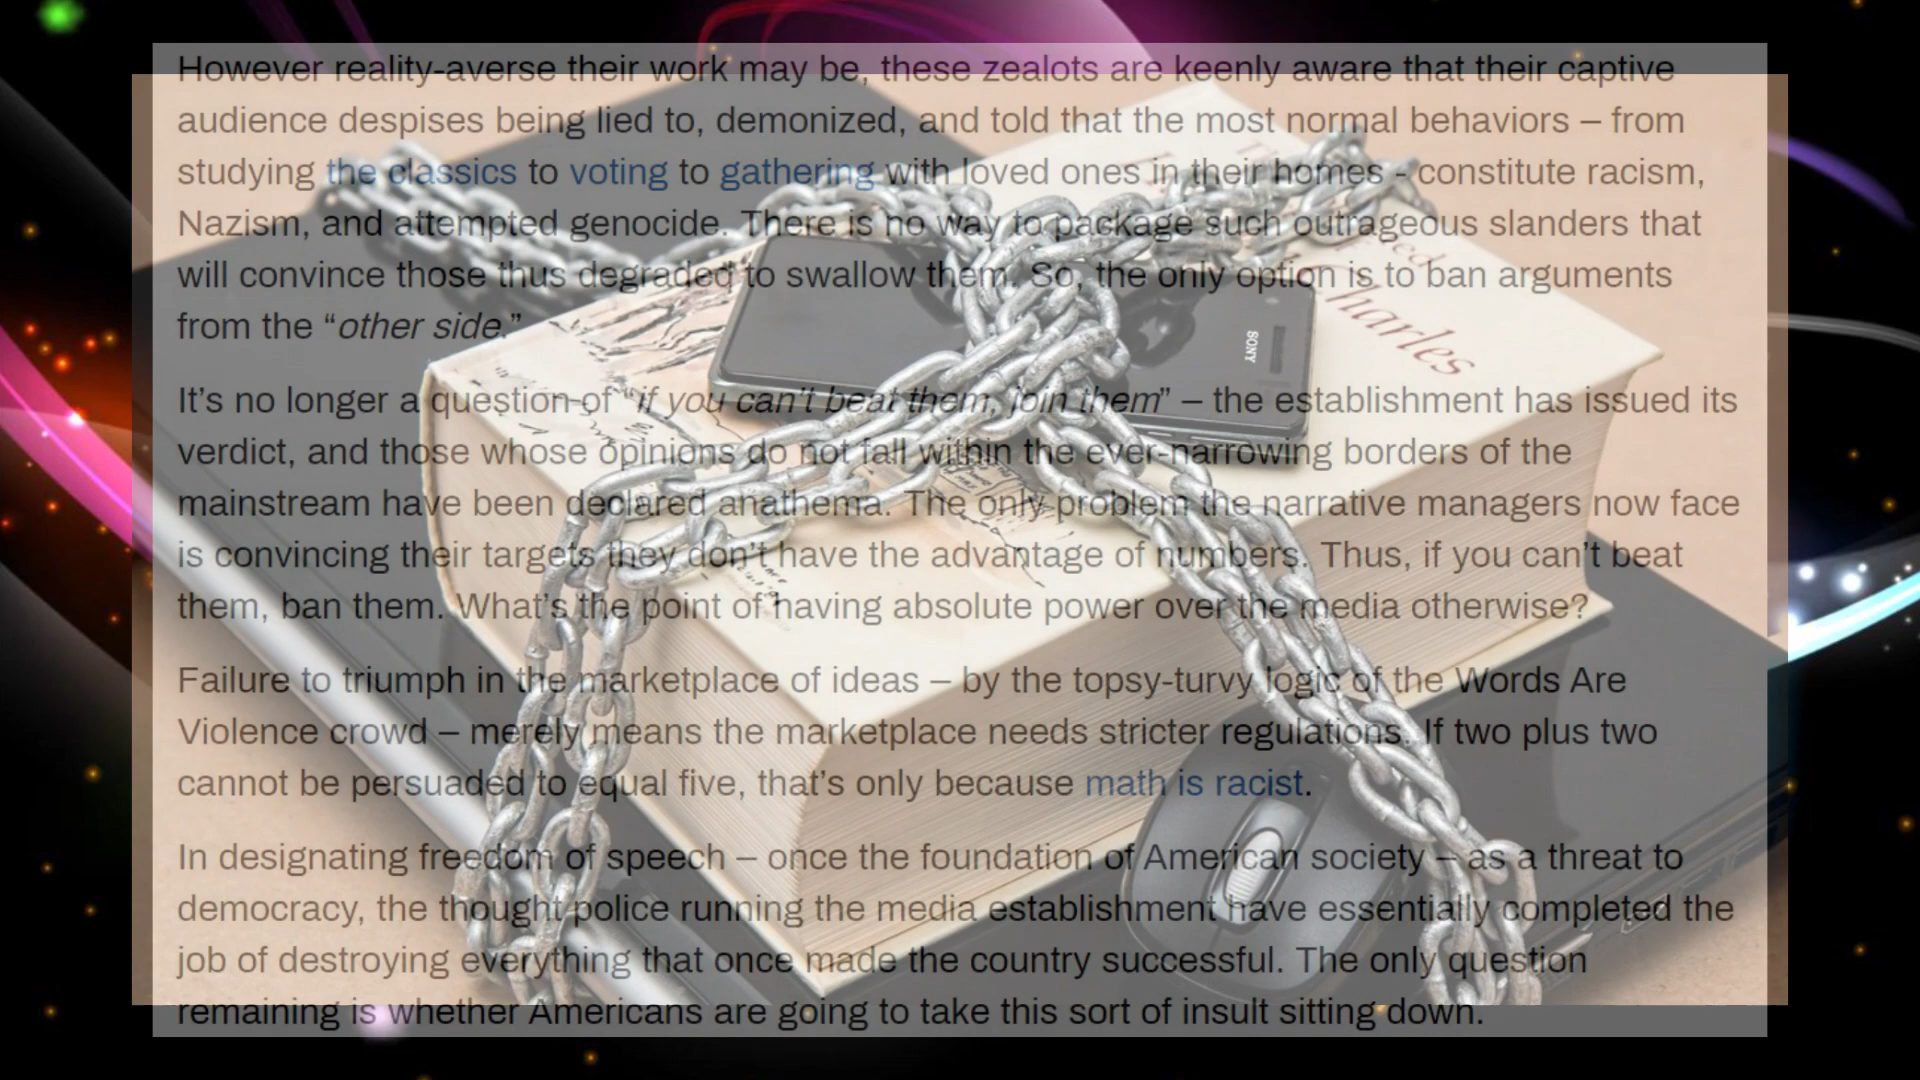 However reality-averse their work may be, these zealots are keenly aware that their captive
audience despises being lied to, demonized, and told that the most normal behaviors – from
studying the classics to voting to gathering with loved ones in their homes - constitute racism,
Nazism, and attempted genocide. There is no way to package such outrageous slanders that
will convince those thus degraded to swallow them. So, the only option is to ban arguments
from the “other side.”
It’s no longer a question of “if you can’t beat them, join them” – the establishment has issued its
verdict, and those whose opinions do not fall within the ever-narrowing borders of the
mainstream have been declared anathema. The only problem the narrative managers now face
is convincing their targets they don’t have the advantage of numbers. Thus, if you can’t beat
them, ban them. What’s the point of having absolute power over the media otherwise?
Failure to triumph in the marketplace of ideas – by the topsy-turvy logic of the Words Are
Violence crowd – merely means the marketplace needs stricter regulations. If two plus two
cannot be persuaded to equal five, that’s only because math is racist.
In designating freedom of speech – once the foundation of American society – as a threat to
democracy, the thought police running the media establishment have essentially completed the
job of destroying everything that once made the country successful. The only question
remaining is whether Americans are going to take this sort of insult sitting down.
SONY
Charles